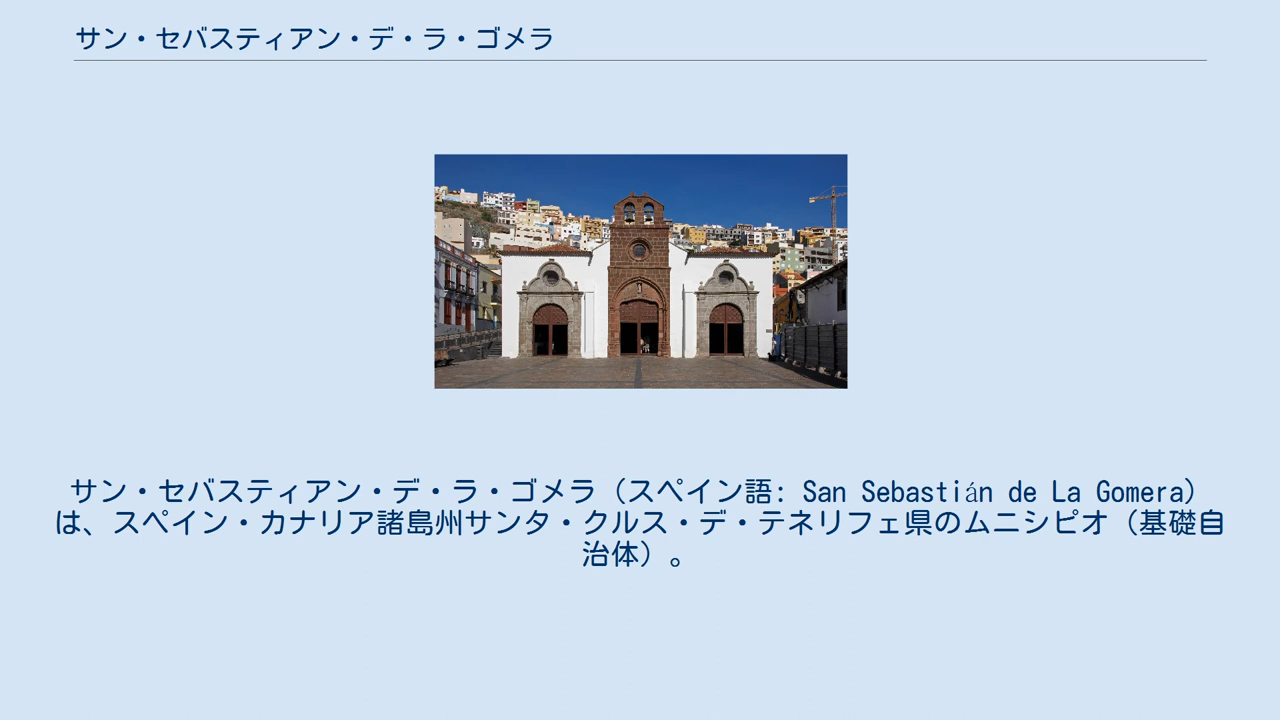 サン・セバスティアン・デ・ラ・ゴメラ
サン・セバスティアン・デ・ラ・ゴメラ（スペイン語: San Sebastián de La Gomera）
は、スペイン・カナリア諸島州サンタ・クルス・デ・テネリフェ県のムニシピオ（基礎自
治体）。